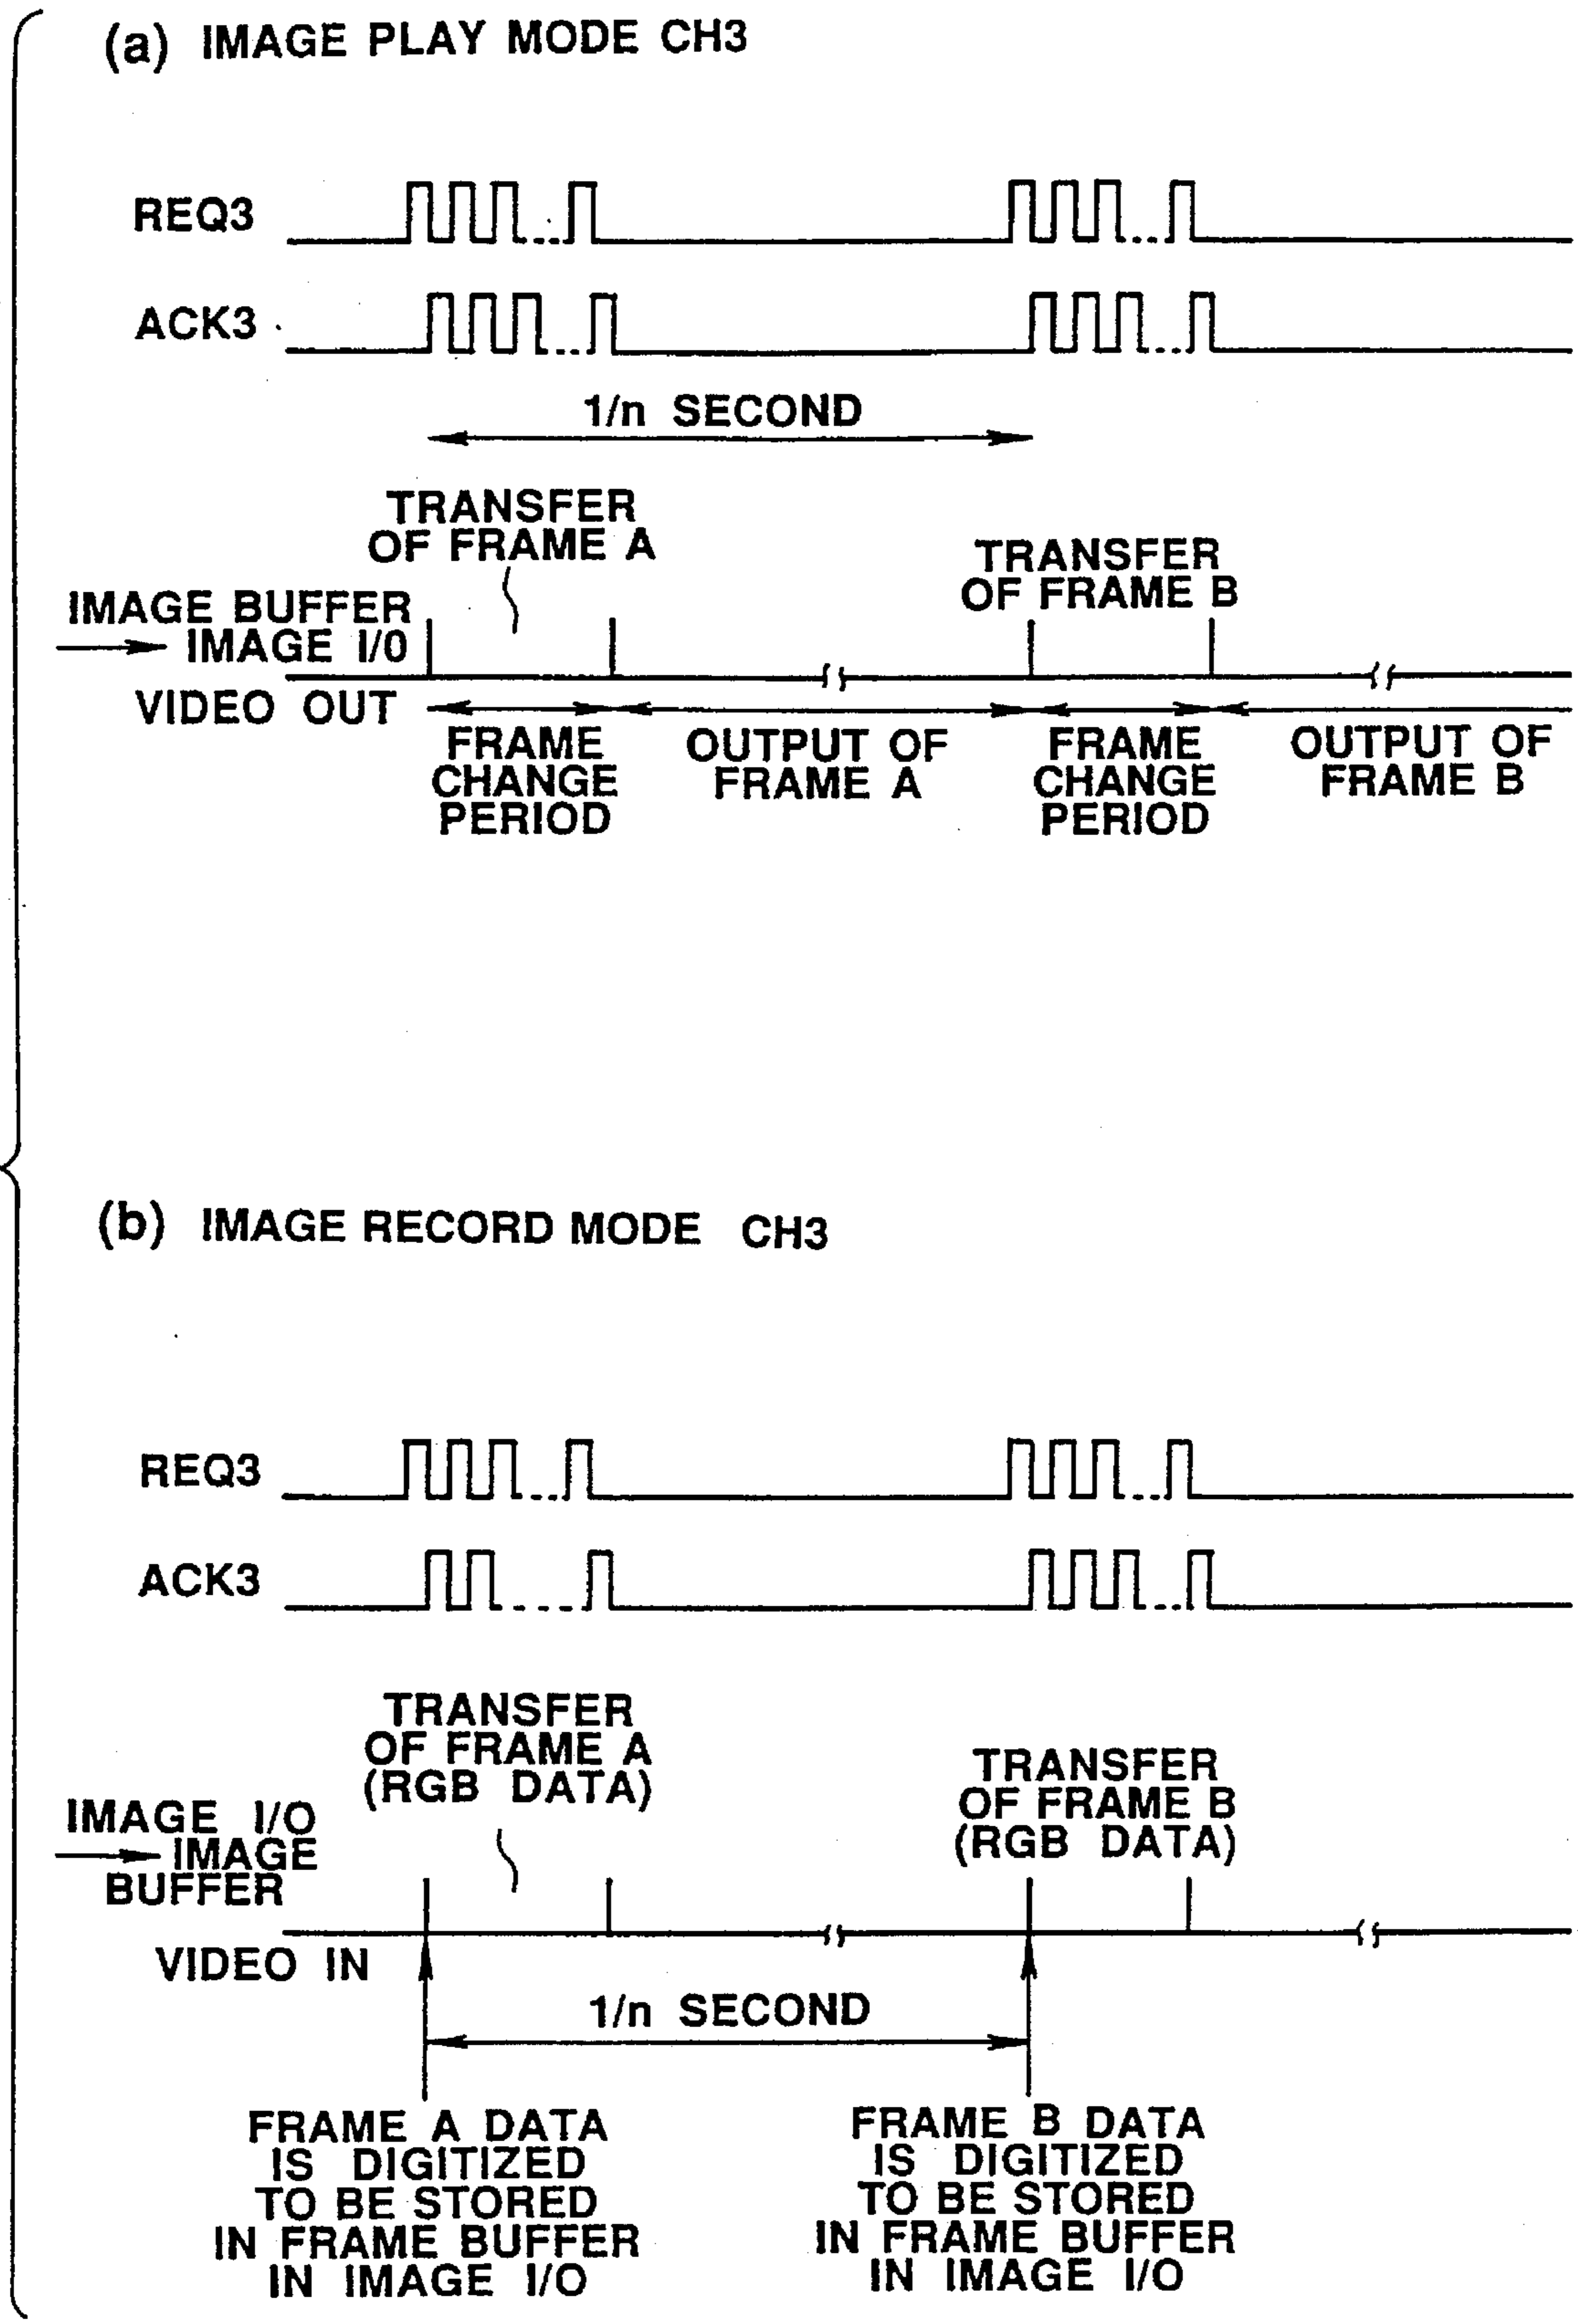 (a) IMAGE PLAY MODE CH3
REQ3
ACK3
1/n SECOND
TRANSFER
OF FRAME A
TRANSFER
OF FRAME B
IMAGE BUFFER
IMAGE I/O
VIDEO OUT
FRAME
CHANGE
PERIOD
OUTPUT OF
FRAME A
FRAME
CHANGE
PERIOD
OUTPUT OF
FRAME B
(b) IMAGE RECORD MODE CH3
REQ3
ACK3
TRANSFER
OF FRAME A
(RGB DATA)
TRANSFER
OF FRAME B
(RGB DATA)
IMAGE I/O
IMAGE
BUFFER
VIDEO IN
1/n SECOND
FRAME A DATA
IS DIGITIZED
TO BE STORED
IN FRAME BUFFER
IN IMAGE I/O
FRAME B DATA
IS DIGITIZED
TO BE STORED
IN FRAME BUFFER
IN IMAGE I/O